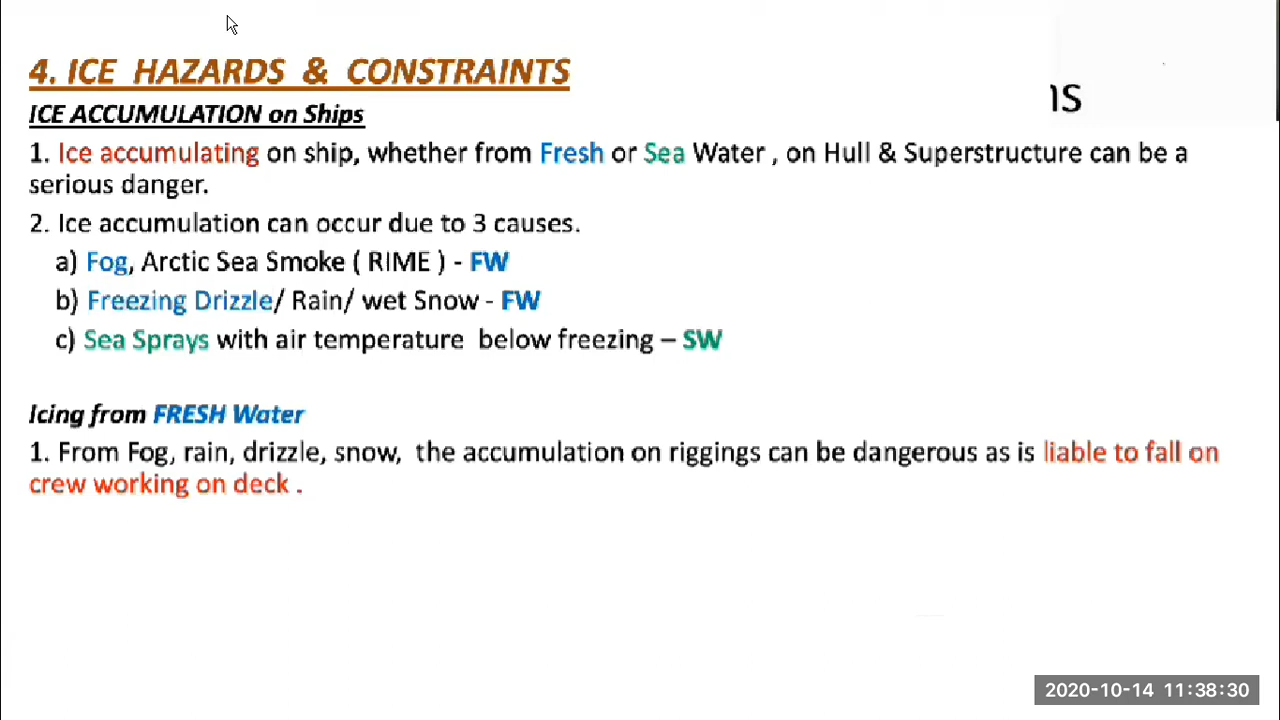 4. ICE HAZARDS & CONSTRAINTS
ICE ACCUMULATION on Ships
1. Ice accumulating on ship, whether from Fresh or Sea Water , on Hull & Superstructure can be a
serious danger.
2. Ice accumulation can occur due to 3 causes.
a) Fog, Arctic Sea Smoke ( RIME ) - FW
b) Freezing Drizzle/ Rain/ wet Snow - FW
c) Sea Sprays with air temperature below freezing – SW
Icing from FRESH Water
1. From Fog, rain, drizzle, snow, the accumulation on riggings can be dangerous as is liable to fall on
crew working on deck .
2020-10-14 11:38:30